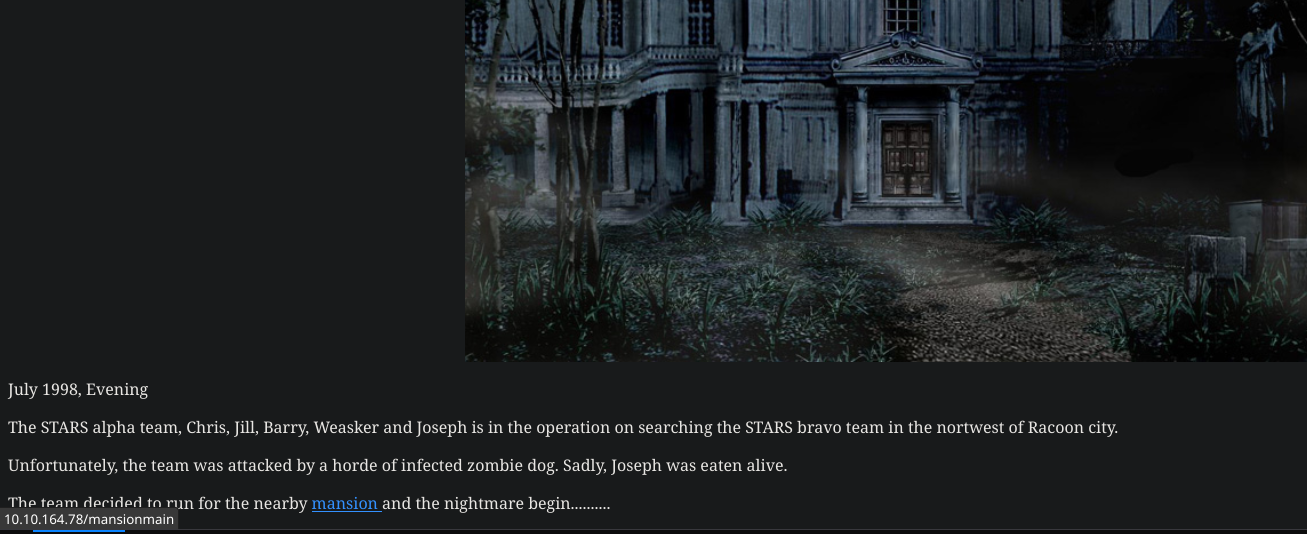 July 1998, Evening
The STARS alpha team, Chris, Jill, Barry, Weasker and Joseph is in the operation on searching the STARS bravo team in the nortwest of Racoon city.
Unfortunately, the team was attacked by a horde of infected zombie dog. Sadly, Joseph was eaten alive.
The team decided to run for the nearby mansion and the nightmare begin..........
10.10.164.78/mansionmain